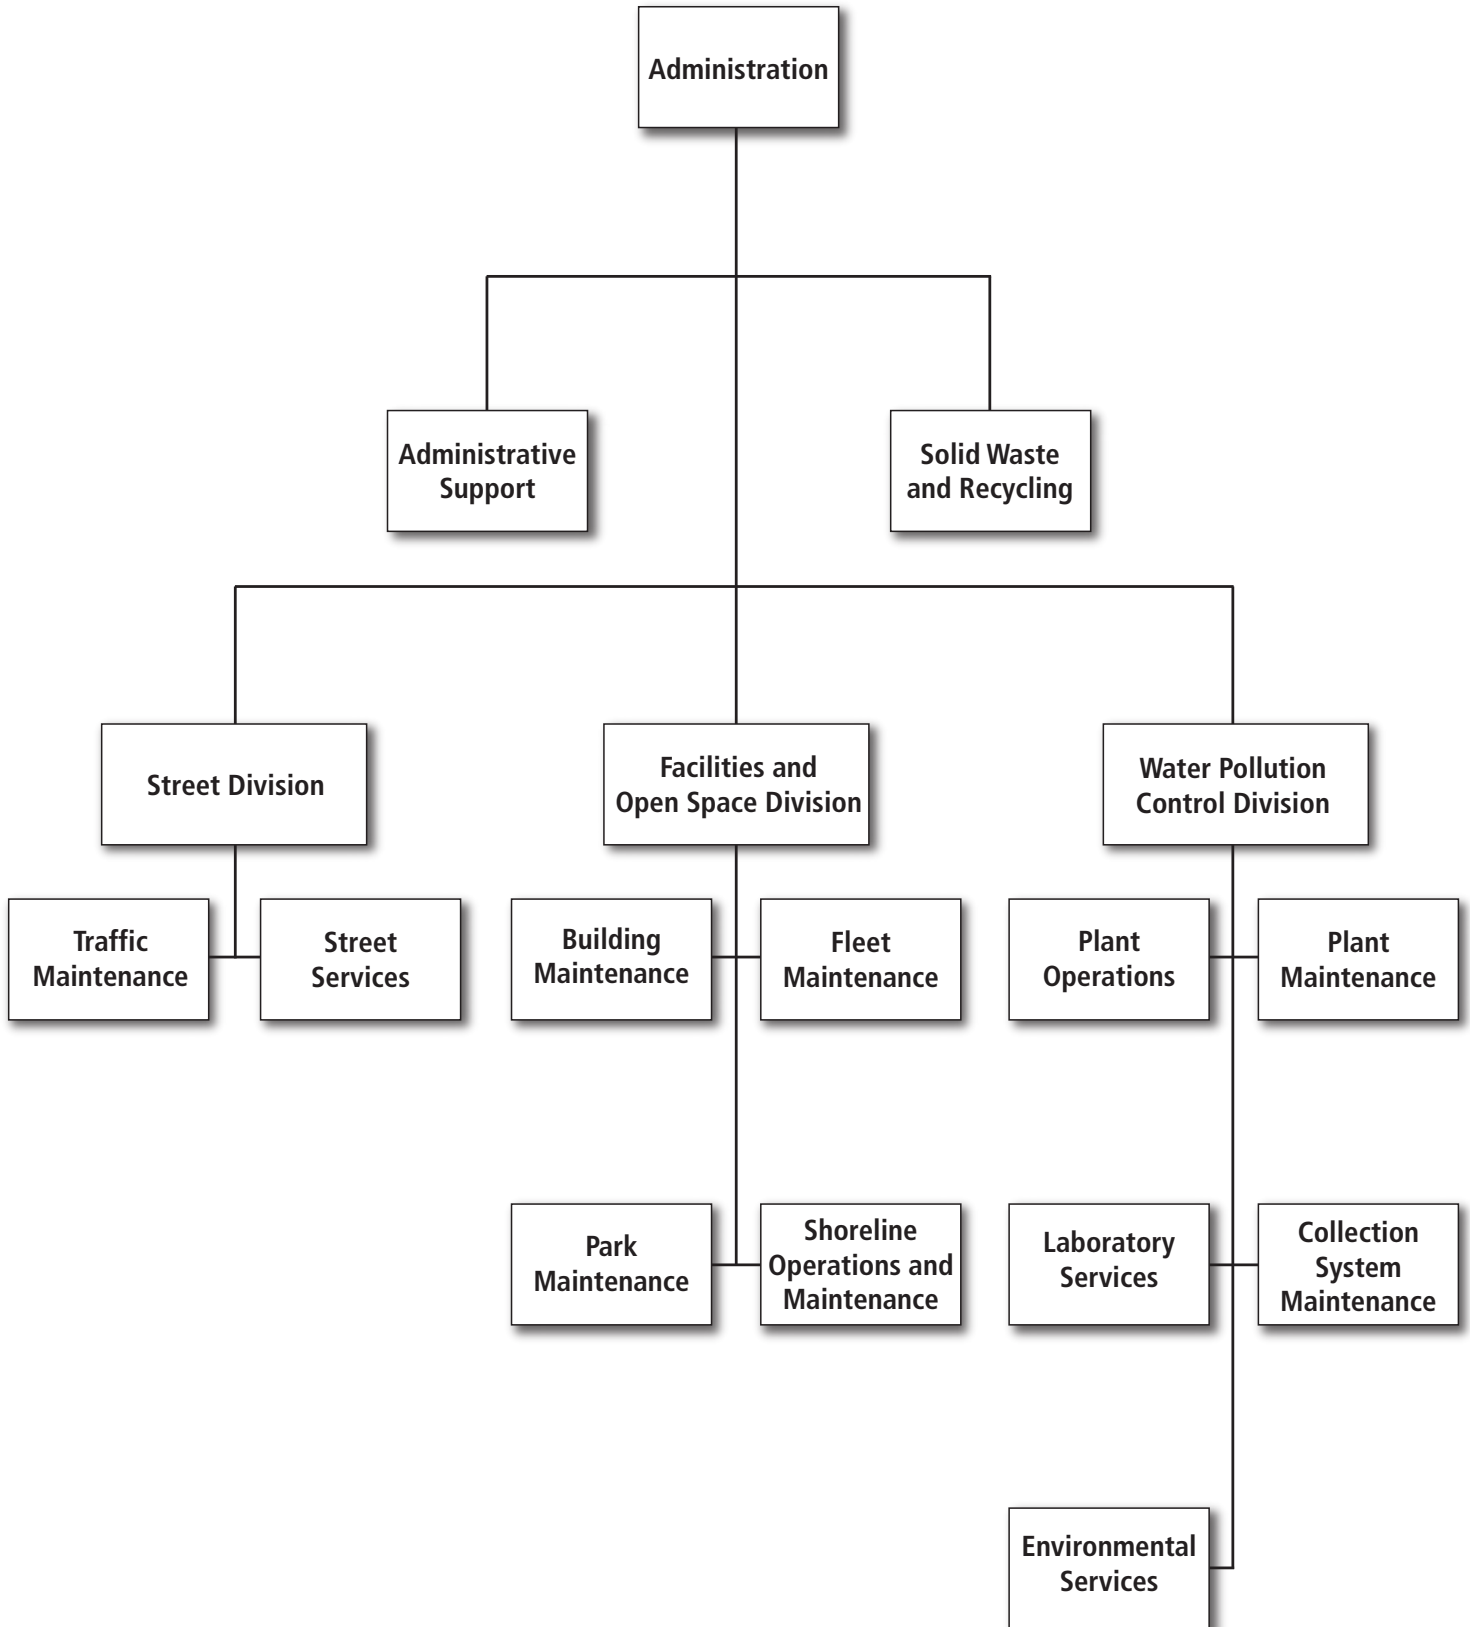 Administration
Administrative
Support
Solid Waste
and Recycling
Street Division
Facilities and
Open Space Division
Water Pollution
Control Division
Traffic
Maintenance
Street
Services
Building
Maintenance
Fleet
Maintenance
Plant
Operations
Plant
Maintenance
Park
Maintenance
Shoreline
Operations and
Maintenance
Laboratory
Services
Collection
System
Maintenance
Environmental
Services